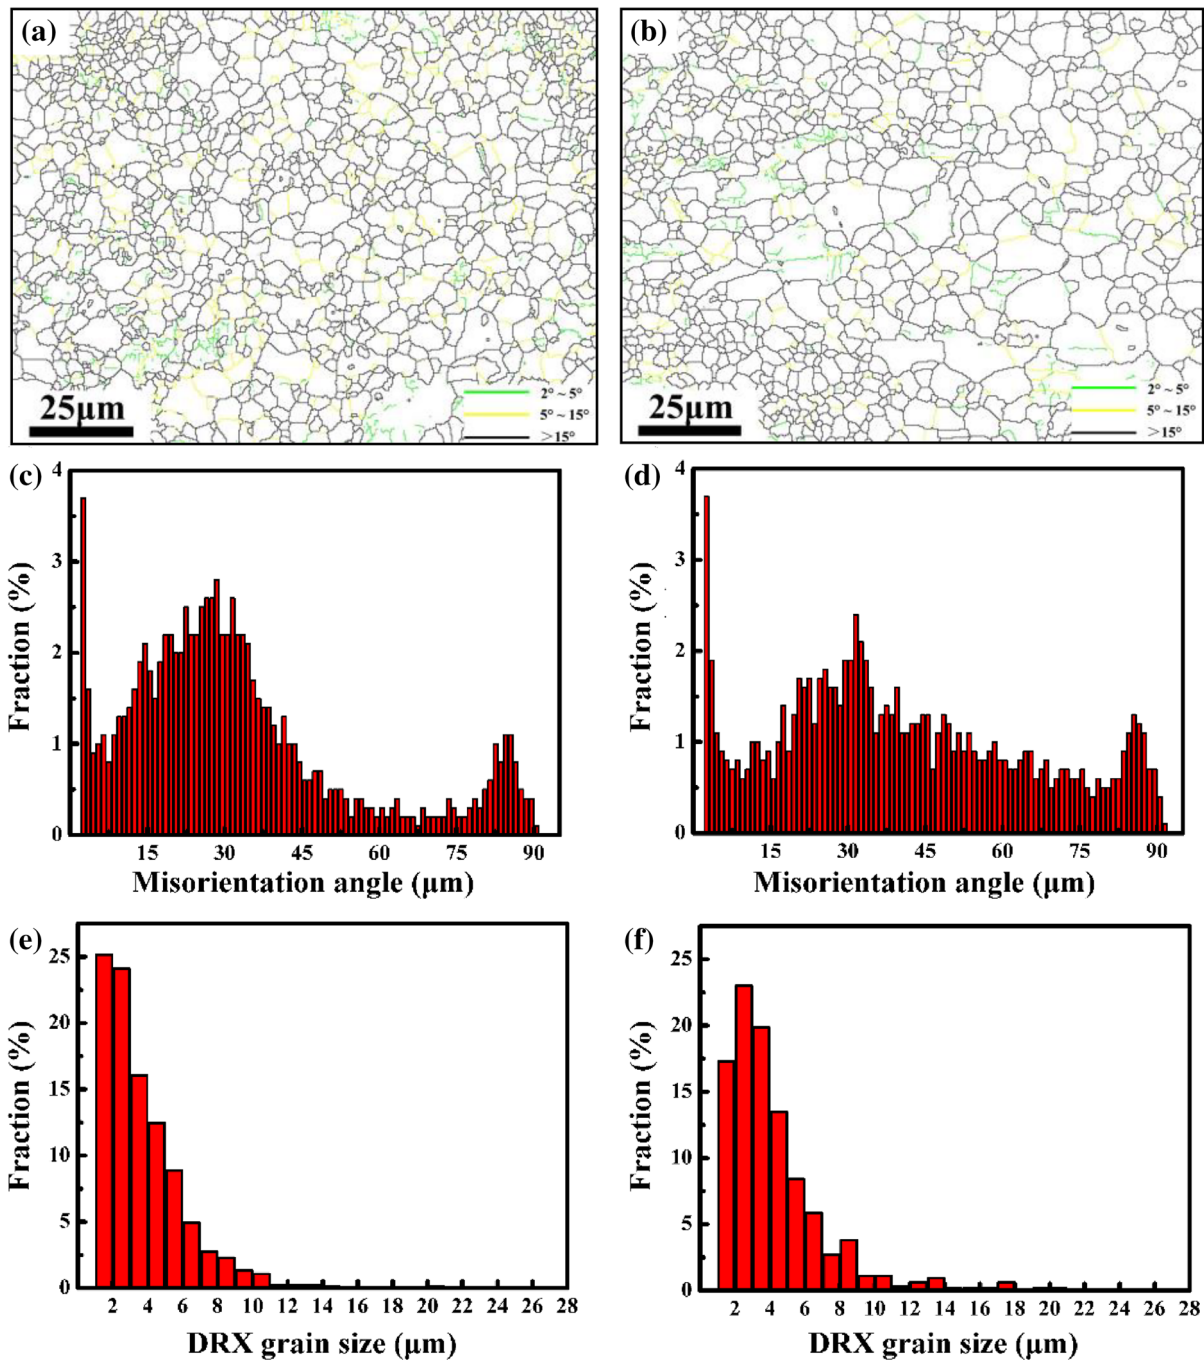 (a)
25μm
2° ~ 5°
5° ~ 15°
>15°
(b)
25μm
2° ~ 5°
5° ~ 15°
>15°
(c)
Fraction (%)
4
3
2
1
0
15 30 45 60 75 90
Misorientation angle (μm)
(d)
Fraction (%)
4
3
2
1
0
15 30 45 60 75 90
Misorientation angle (μm)
(e)
Fraction (%)
25
20
15
10
5
0
2 4 6 8 10 12 14 16 18 20 22 24 26 28
DRX grain size (μm)
(f)
Fraction (%)
25
20
15
10
5
0
2 4 6 8 10 12 14 16 18 20 22 24 26 28
DRX grain size (μm)